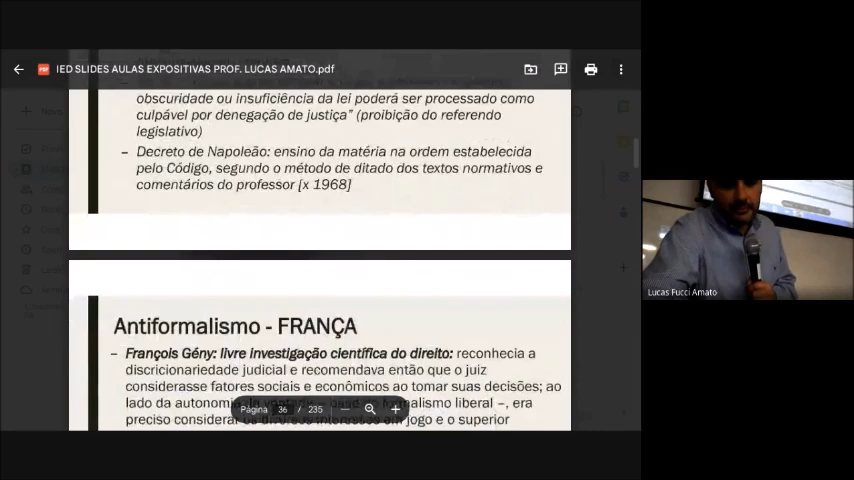 IED SLIDES AULAS EXPOSITIVAS PROF. LUCAS AMATO.pdf
obscuridade ou insuficiência da lei poderá ser processado como
culpável por denegação de justiça” (proibição do referendo
legislativo)
– Decreto de Napoleão: ensino da matéria na ordem estabelecida
pelo Código, segundo o método de ditado dos textos normativos e
comentários do professor [x 1968]
Antiformalismo - FRANÇA
– François Gény: livre investigação científica do direito: reconhecia a
discricionariedade judicial e recomendava então que o juiz
considerasse fatores sociais e econômicos ao tomar suas decisões; ao
lado da autonomia liberal –, era
preciso considerar jogo e o superior
Página 36 / 235
Lucas Fucci Amato